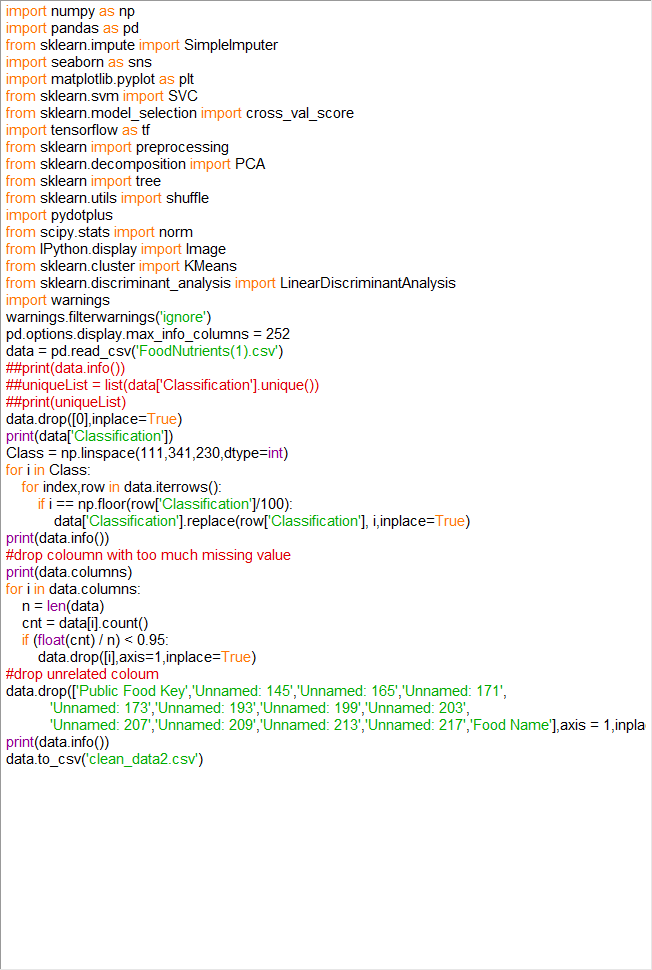 import numpy as np
import pandas as pd
from sklearn.impute import SimpleImputer
import seaborn as sns
import matplotlib.pyplot as plt
from sklearn.svm import SVC
from sklearn.model_selection import cross_val_score
import tensorflow as tf
from sklearn import preprocessing
from sklearn.decomposition import PCA
from sklearn import tree
from sklearn.utils import shuffle
import pydotplus
from scipy.stats import norm
from IPython.display import Image
from sklearn.cluster import KMeans
from sklearn.discriminant_analysis import LinearDiscriminantAnalysis
import warnings
warnings.filterwarnings('ignore')
pd.options.display.max_info_columns = 252
data = pd.read_csv('FoodNutrients(1).csv')
##print(data.info())
##uniqueList = list(data['Classification'].unique())
##print(uniqueList)
data.drop([0],inplace=True)
print(data['Classification'])
Class = np.linspace(111,341,230,dtype=int)
for i in Class:
    for index,row in data.iterrows():
        if i == np.floor(row['Classification']/100):
            data['Classification'].replace(row['Classification'], i,inplace=True)
print(data.info())
#drop coloumn with too much missing value
print(data.columns)
for i in data.columns:
    n = len(data)
    cnt = data[i].count()
    if (float(cnt) / n) < 0.95:
        data.drop([i],axis=1,inplace=True)
#drop unrelated coloum
data.drop(['Public Food Key','Unnamed: 145','Unnamed: 165','Unnamed: 171',
           'Unnamed: 173','Unnamed: 193','Unnamed: 199','Unnamed: 203',
           'Unnamed: 207','Unnamed: 209','Unnamed: 213','Unnamed: 217','Food Name'],axis = 1,inpla
print(data.info())
data.to_csv('clean_data2.csv')